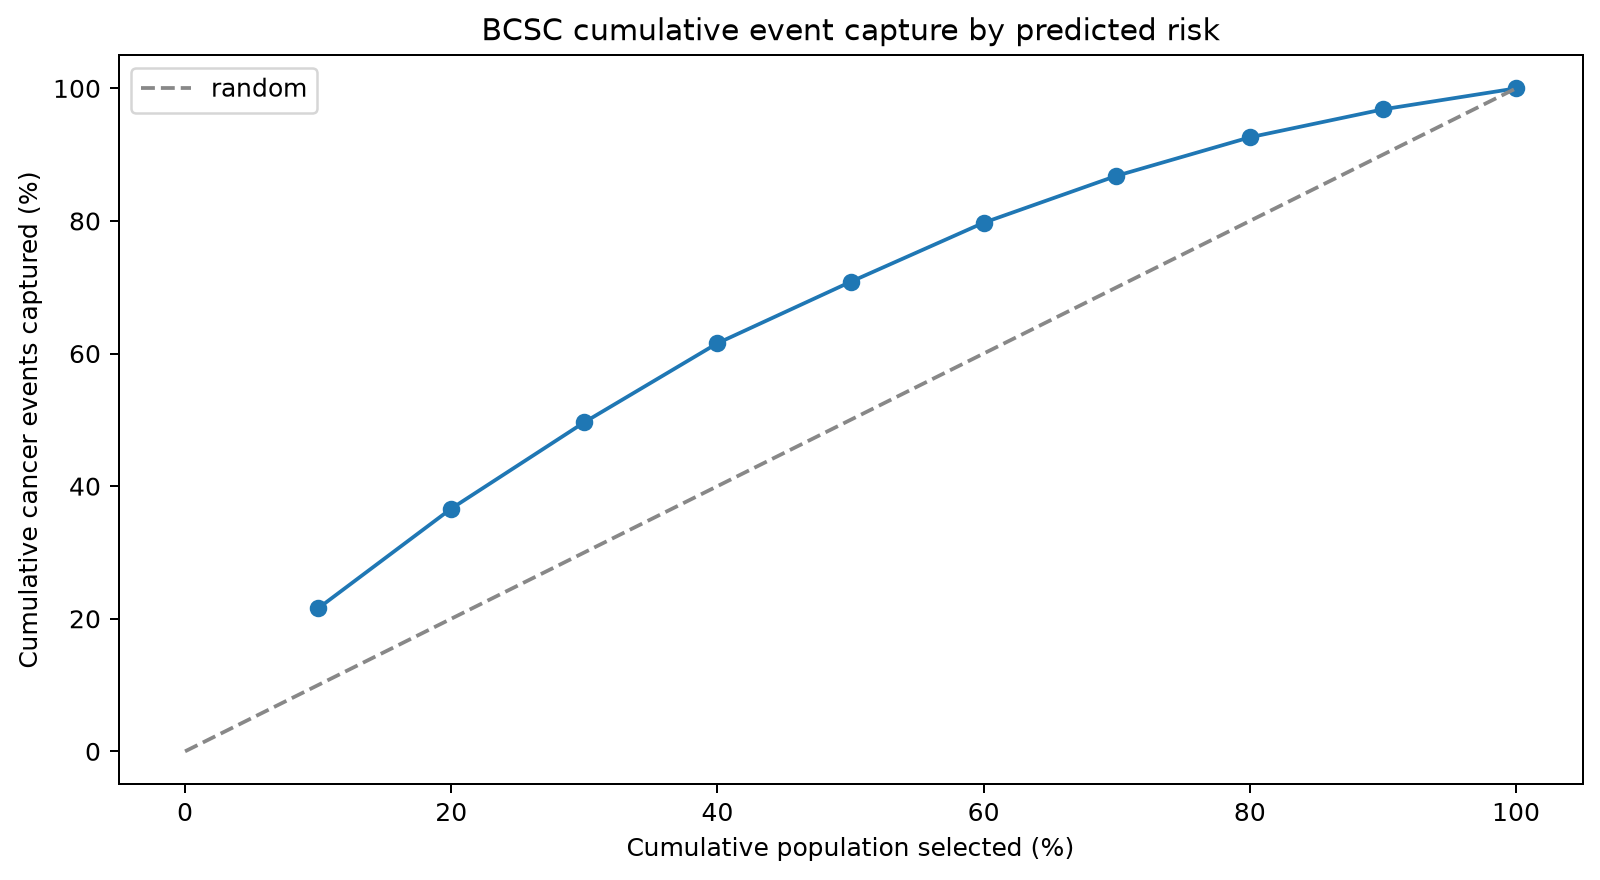 BCSC cumulative event capture by predicted risk
random
Cumulative cancer events captured (%)
100
80
60
40
20
0
0 20 40 60 80 100
Cumulative population selected (%)